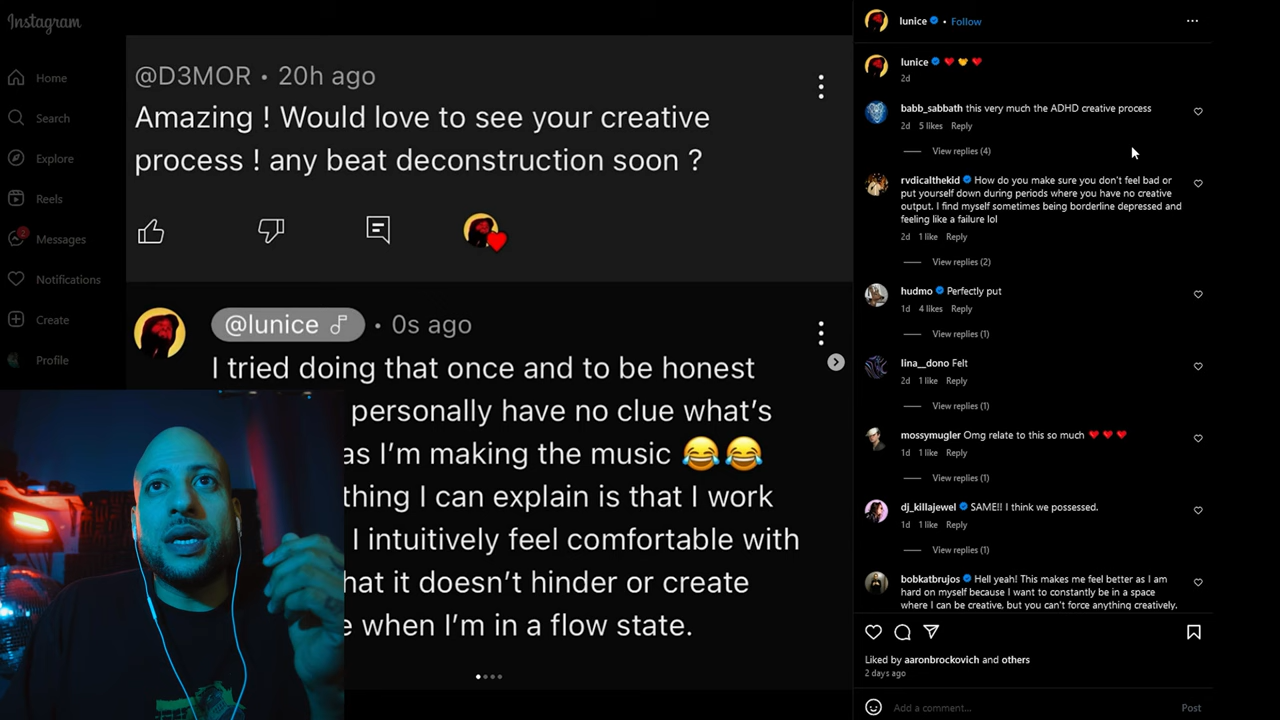 Instagram
Home
Search
Explore
Reels
2
Messages
Notifications
Create
Profile
@D3MOR • 20h ago
Amazing ! Would love to see your creative
process ! any beat deconstruction soon ?
@lunice • 0s ago
I tried doing that once and to be honest
personally have no clue what's
as I'm making the music 😂😂
thing I can explain is that I work
I intuitively feel comfortable with
hat it doesn't hinder or create
e when I'm in a flow state.
lunice • Follow
lunice ❤️🧡❤️
2d
babb_sabbath this very much the ADHD creative process
2d 5 likes Reply
View replies (4)
rvdicalthekid How do you make sure you don't feel bad or
put yourself down during periods where you have no creative
output. I find myself sometimes being borderline depressed and
feeling like a failure lol
2d 1 like Reply
View replies (2)
hudmo Perfectly put
1d 4 likes Reply
View replies (1)
lina__dono Felt
2d 1 like Reply
View replies (1)
mossymugler Omg relate to this so much ❤️❤️❤️
1d 1 like Reply
View replies (1)
dj_killajewel SAME!! I think we possessed.
1d 1 like Reply
View replies (1)
bobkatbrujos Hell yeah! This makes me feel better as I am
hard on myself because I want to constantly be in a space
where I can be creative, but you can't force anything creatively.
Liked by aaronbrockovich and others
2 days ago
Add a comment...
Post